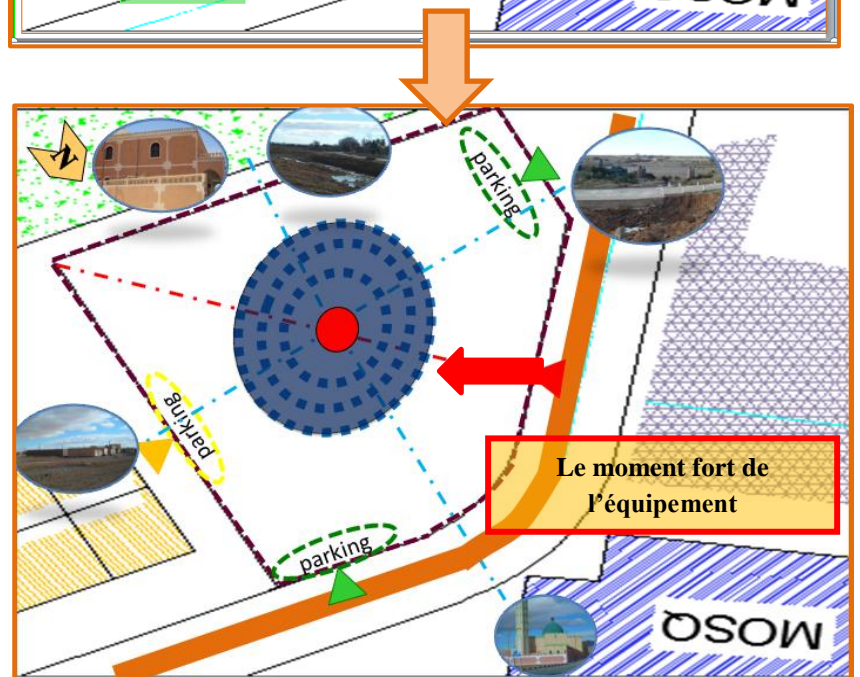 N
parking
parking
Le moment fort de
l'équipement
parking
MOSQ